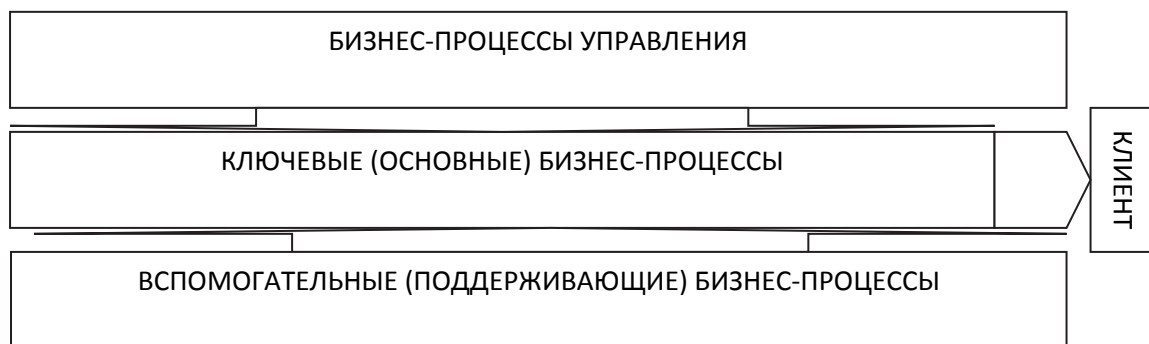 БИЗНЕС-ПРОЦЕССЫ УПРАВЛЕНИЯ
КЛЮЧЕВЫЕ (ОСНОВНЫЕ) БИЗНЕС-ПРОЦЕССЫ
КЛИЕНТ
ВСПОМОГАТЕЛЬНЫЕ (ПОДДЕРЖИВАЮЩИЕ) БИЗНЕС-ПРОЦЕССЫ